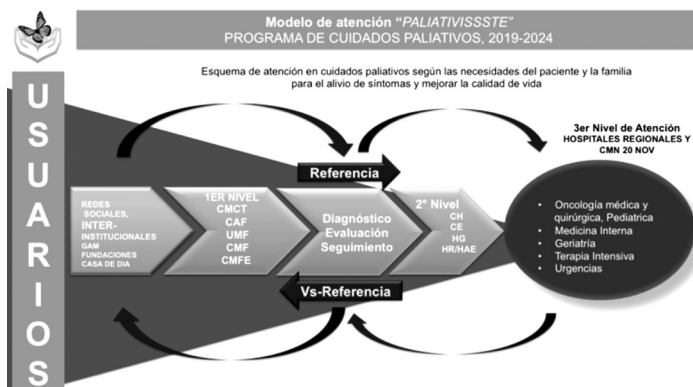 Modelo de atención “PALIATIVISSSTE”
PROGRAMA DE CUIDADOS PALIATIVOS, 2019-2024
Esquema de atención en cuidados paliativos según las necesidades del paciente y la familia
para el alivio de síntomas y mejorar la calidad de vida
USUARIOS
Referencia
REDES
SOCIALES,
INTER-
INSTITUCIONALES
GAM
FUNDACIONES
CASA DE DIA
1ER NIVEL
CMCT
CAF
UMF
CMF
CMFE
Diagnóstico
Evaluación
Seguimiento
2° Nivel
CH
CE
HG
HR/HAE
Vs-Referencia
3er Nivel de Atención
HOSPITALES REGIONALES Y
CMN 20 NOV
• Oncología médica y
quirúrgica, Pediatrica
• Medicina Interna
• Geriatría
• Terapia Intensiva
• Urgencias